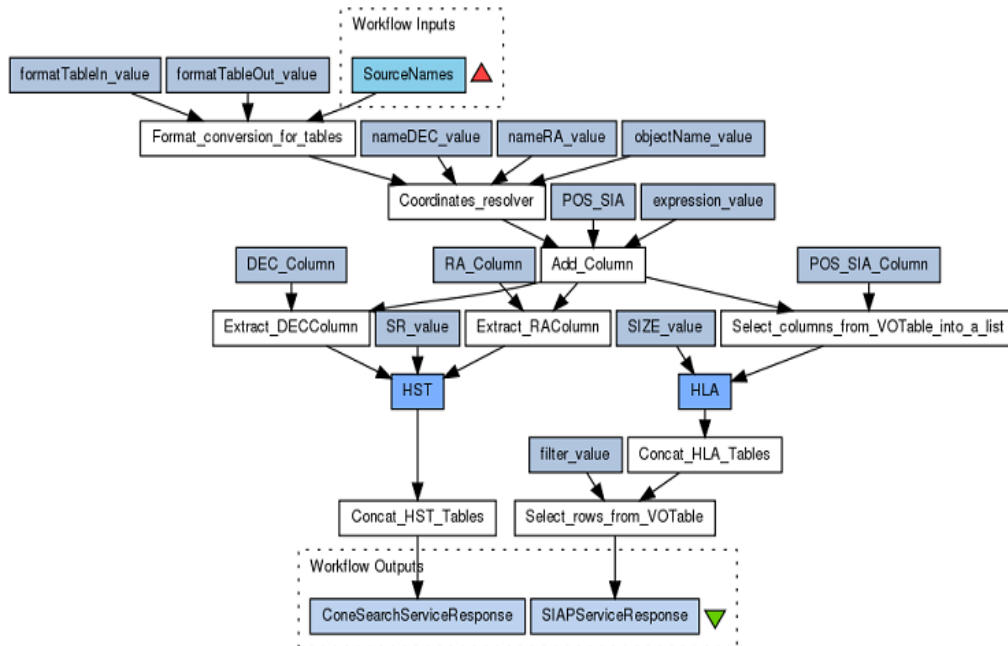 Workflow Inputs
formatTableIn_value
formatTableOut_value
SourceNames
Format_conversion_for_tables
nameDEC_value
nameRA_value
objectName_value
Coordinates_resolver
POS_SIA
expression_value
DEC_Column
RA_Column
Add_Column
POS_SIA_Column
Extract_DECColumn
SR_value
Extract_RAColumn
SIZE_value
Select_columns_from_VOTable_into_a_list
HST
HLA
filter_value
Concat_HLA_Tables
Concat_HST_Tables
Select_rows_from_VOTable
Workflow Outputs
ConeSearchServiceResponse
SIAPServiceResponse